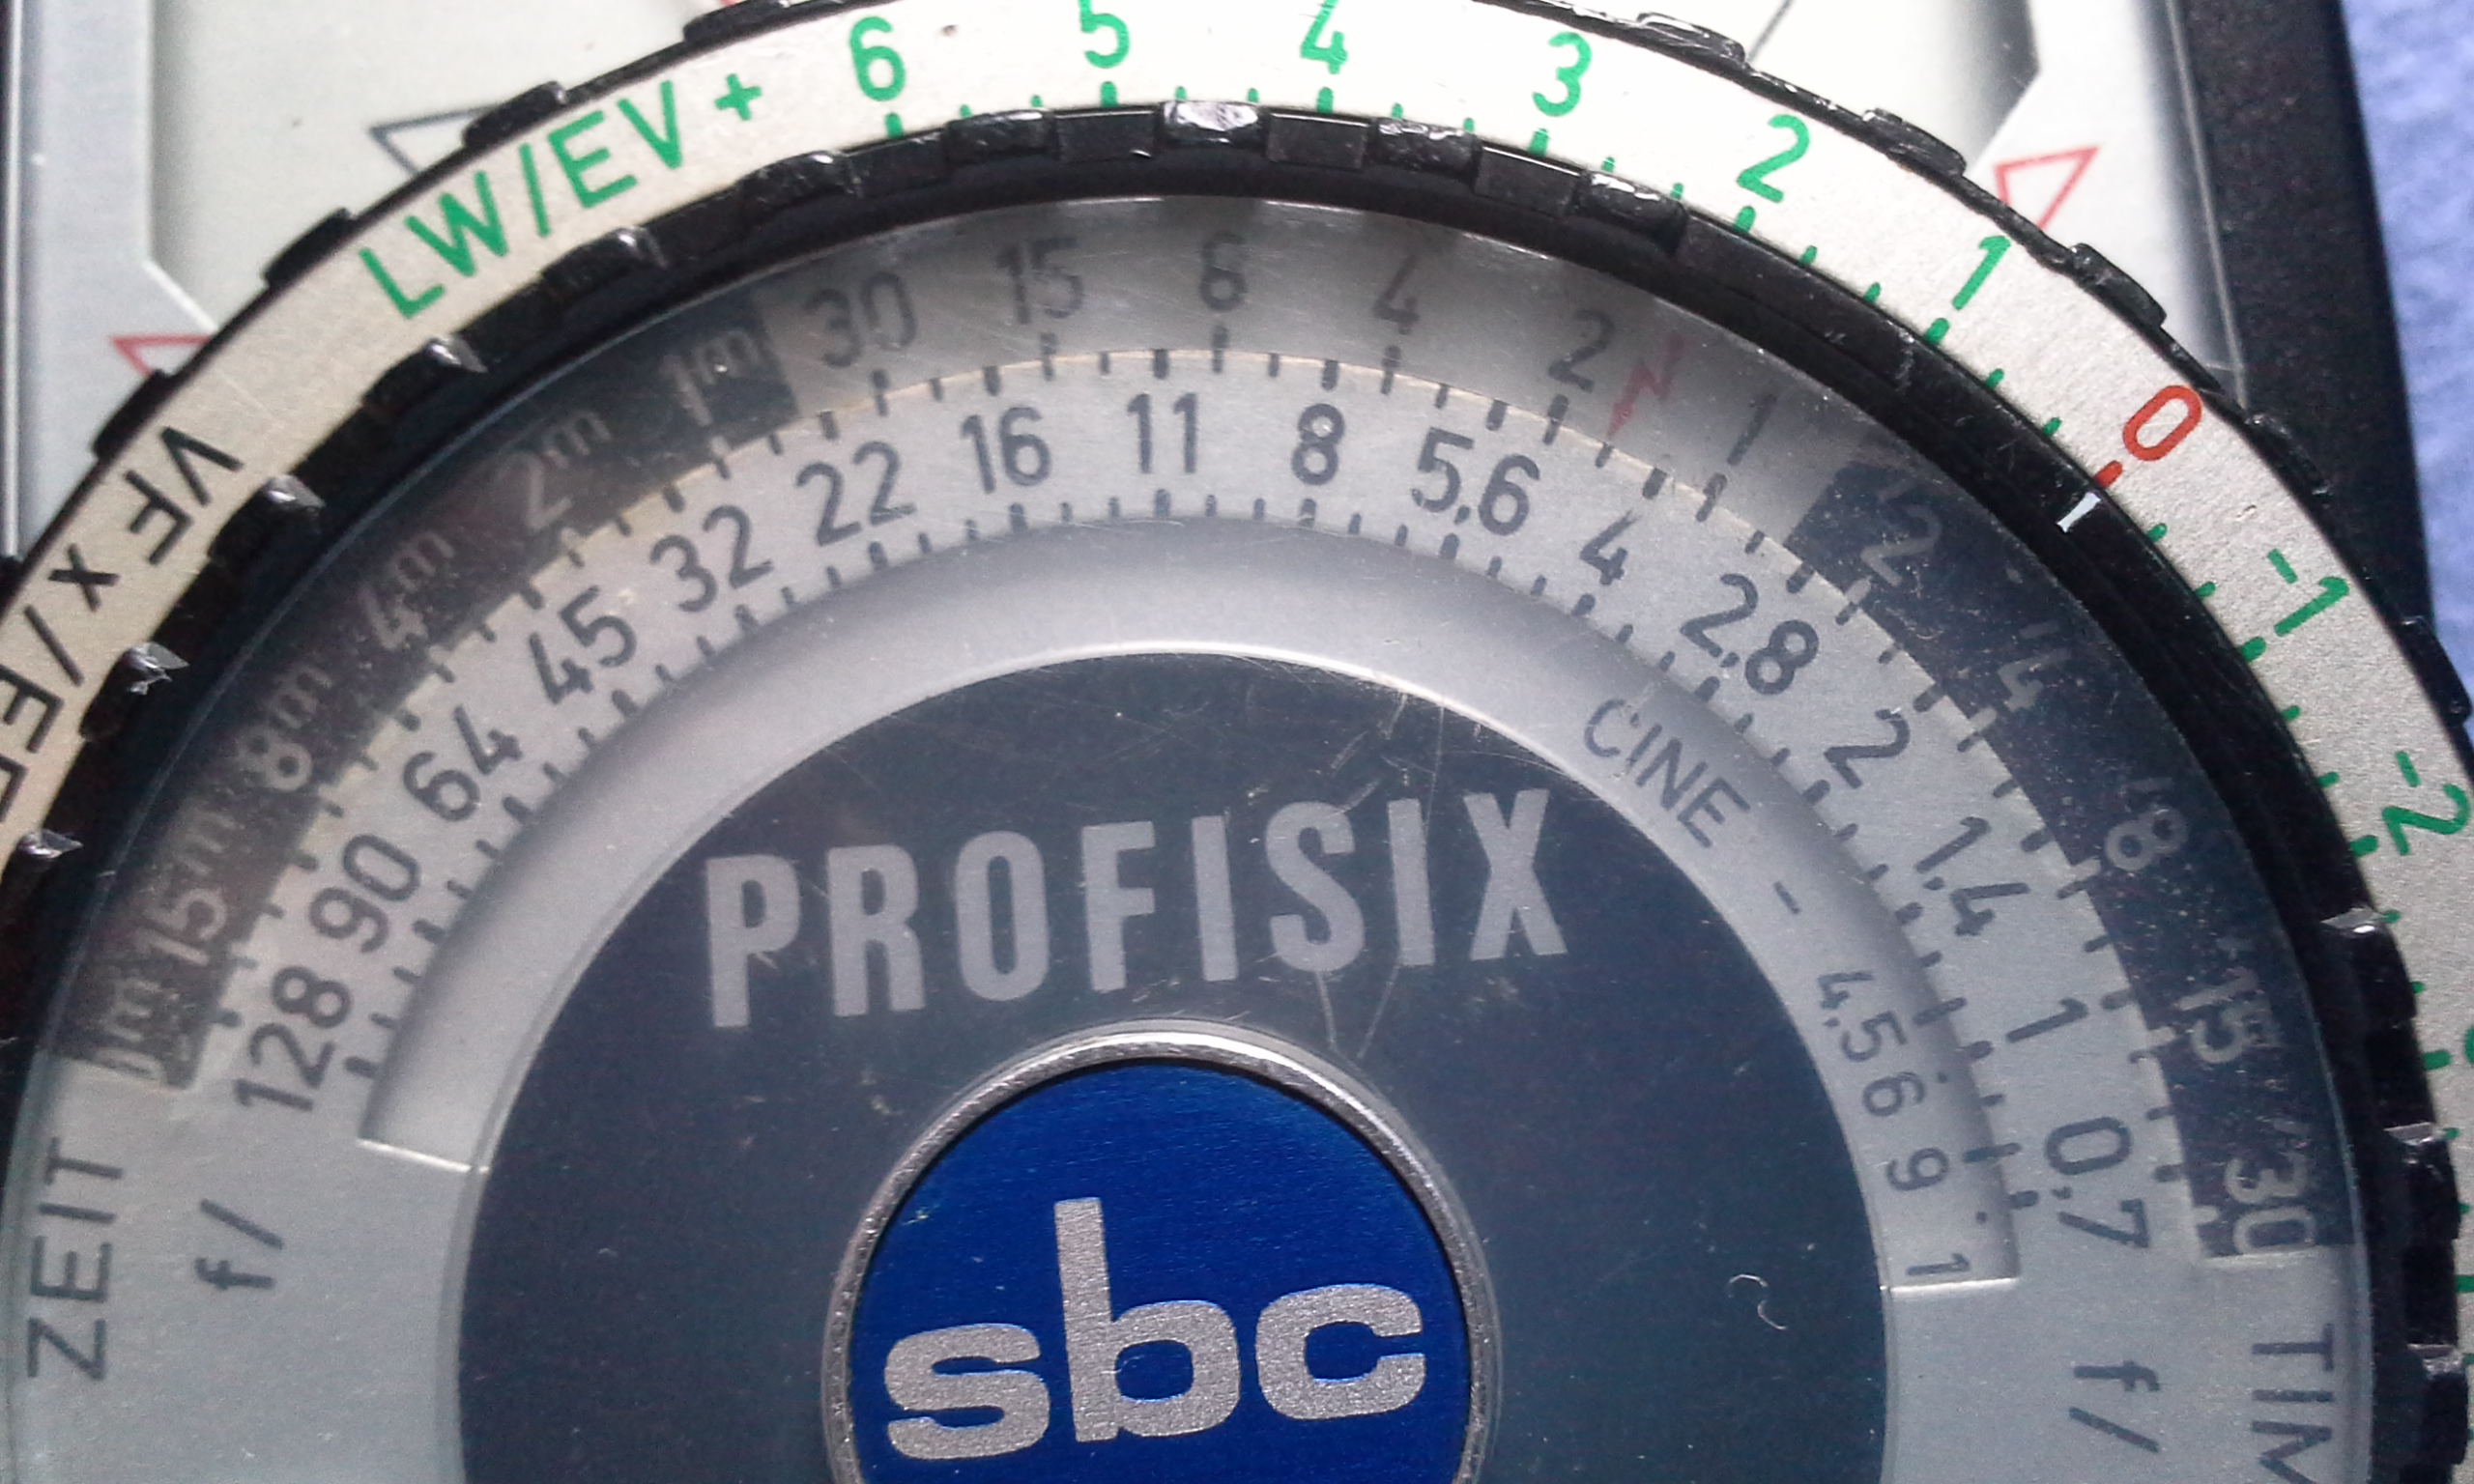 LW/EV + 6 5 4 3 2 1 0 -1 -2
VF x/
15m 8m 4m 2m 1m 30 15 6 4 2 1 2 4 8 15 30
128 90 64 45 32 22 16 11 8 5,6 4 2,8 2 1,4 1 0,7
CINE - 4,5 6 9 1
ZEIT
f/
f/
PROFISIX
sbc